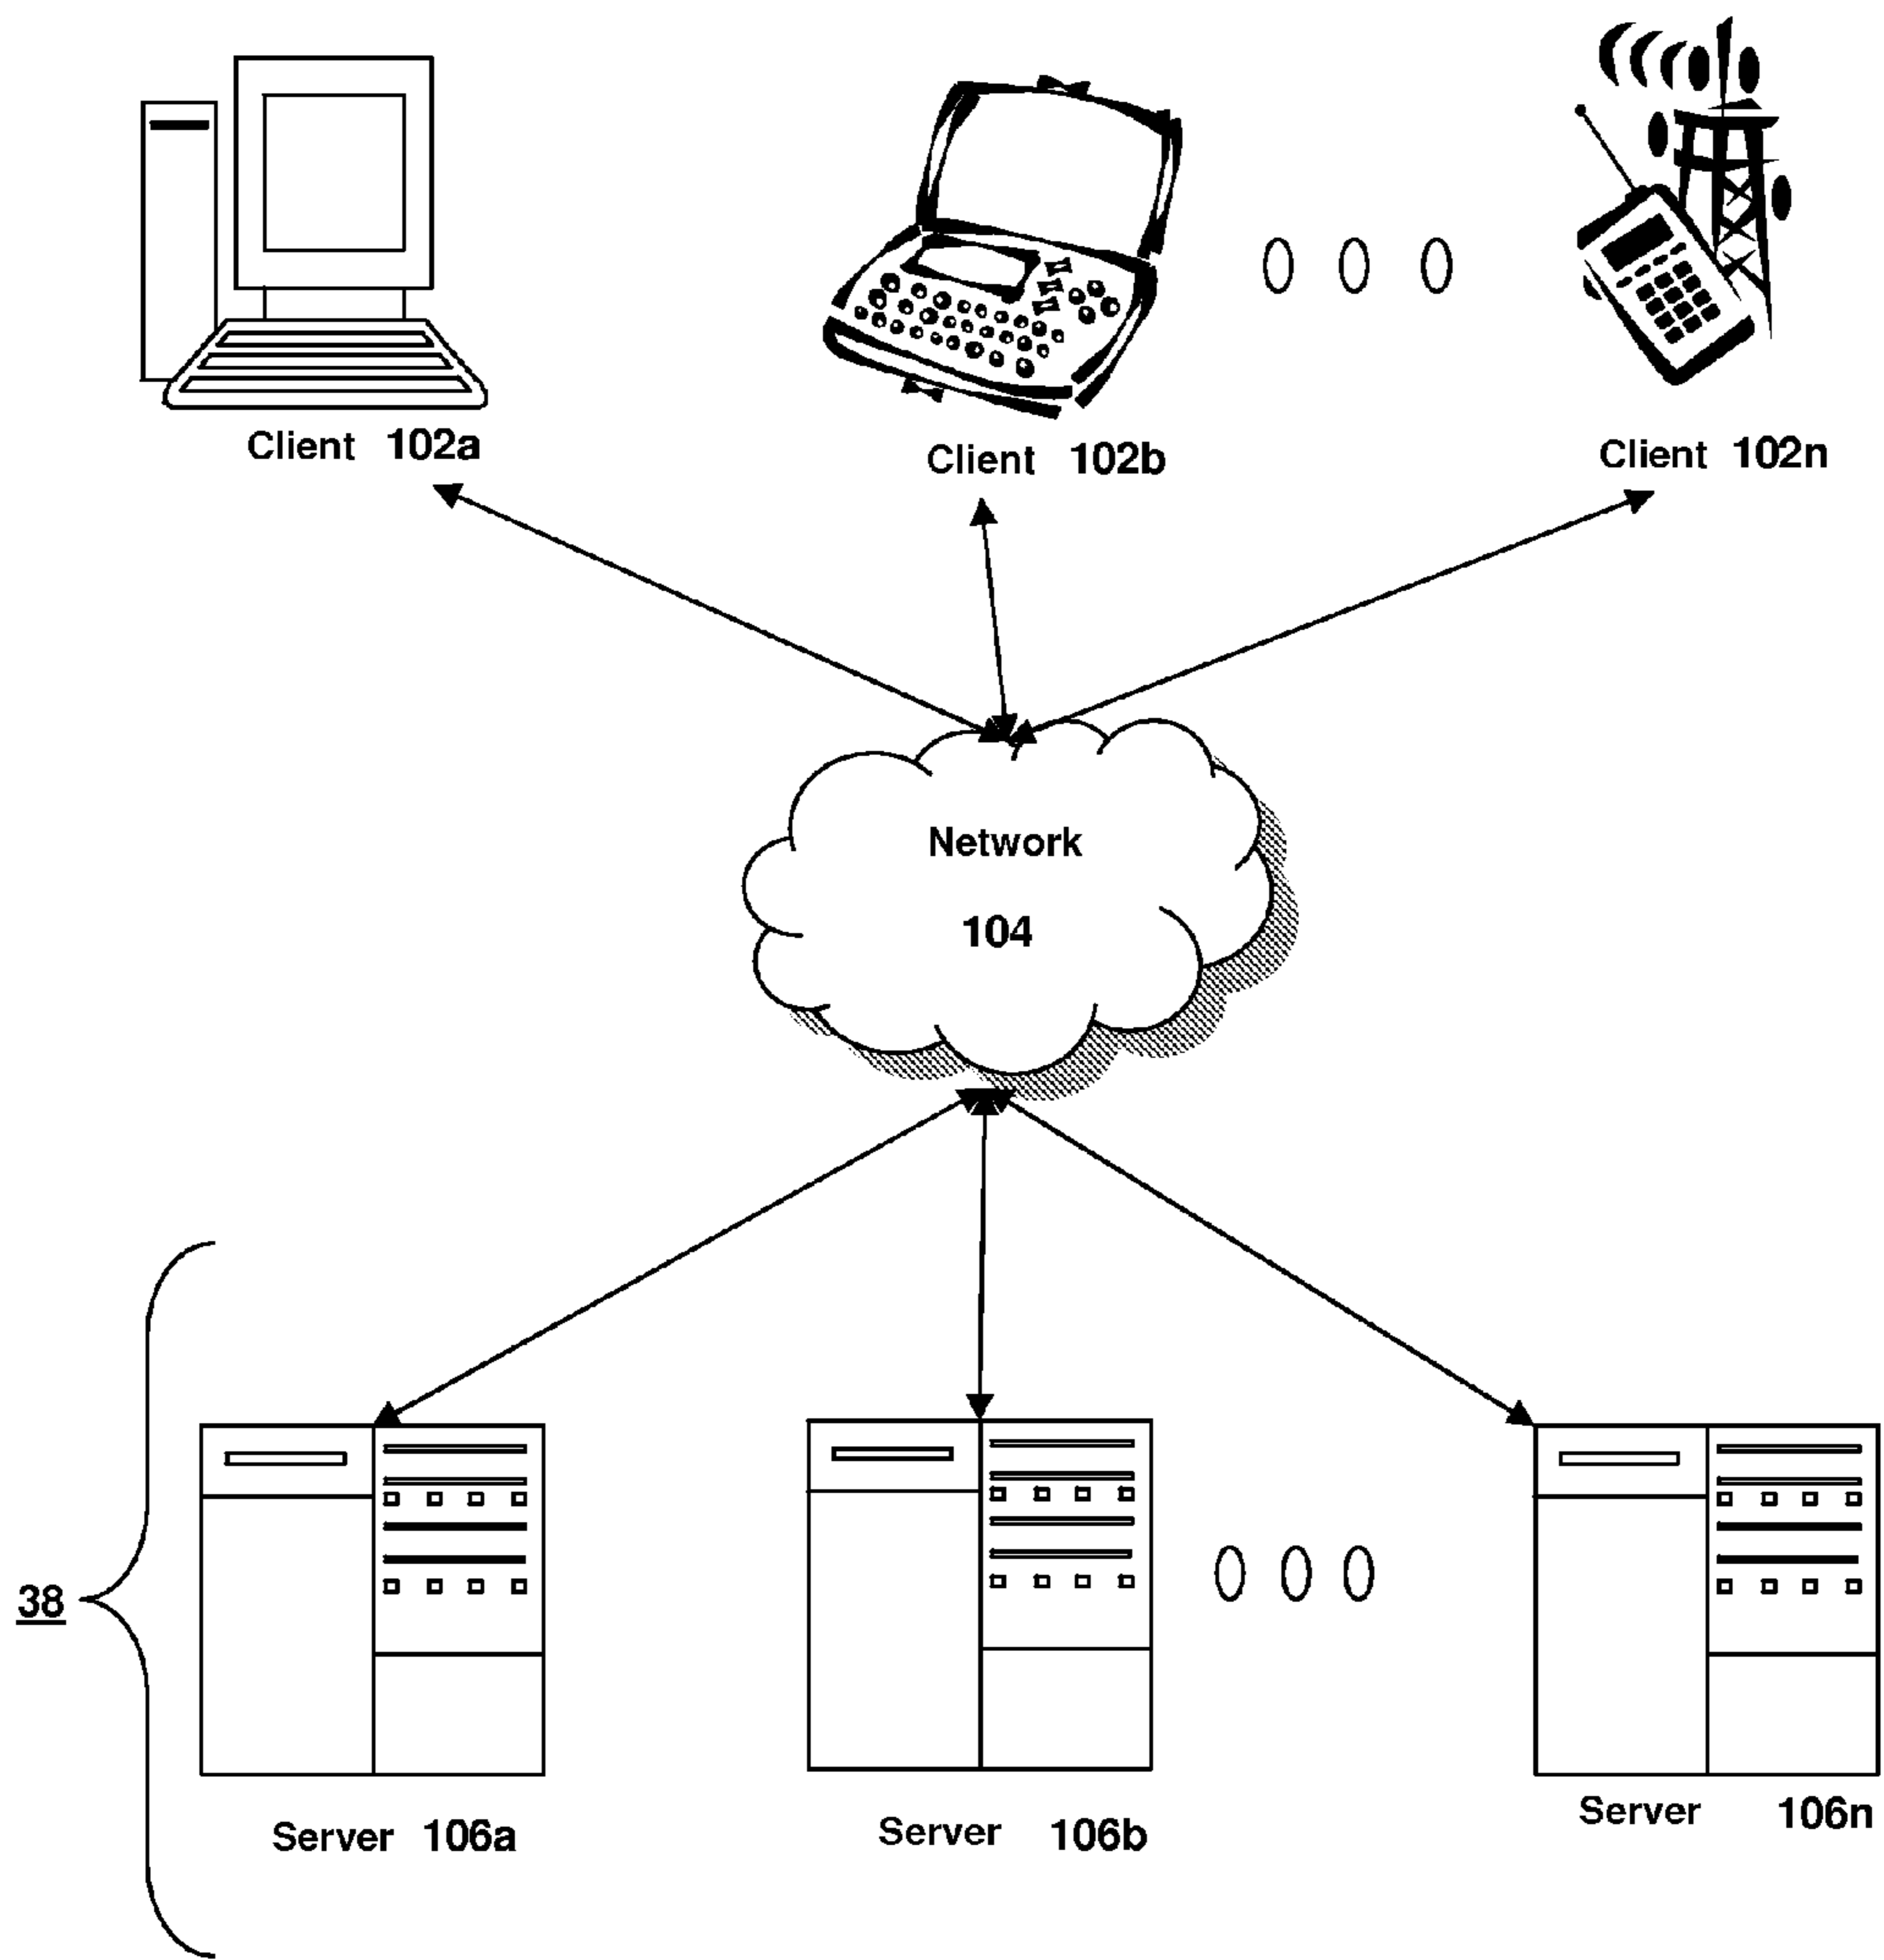 Client 102a
Client 102b
Client 102n
Network
104
38
Server 106a
Server 106b
Server 106n